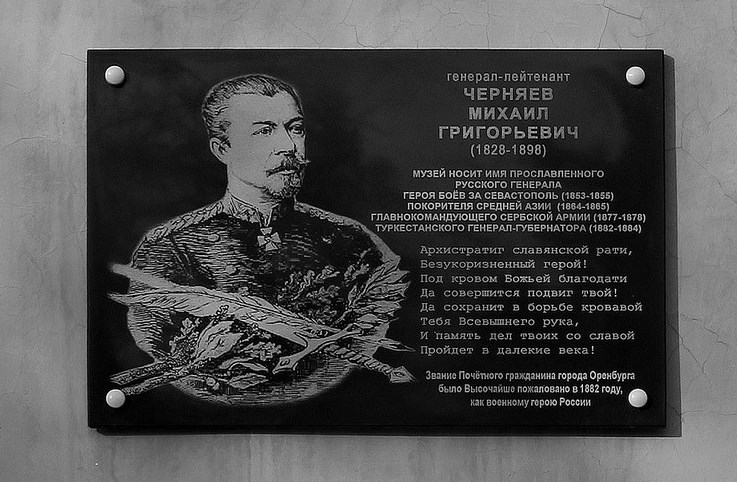 генерал-лейтенант
ЧЕРНЯЕВ
МИХАИЛ
ГРИГОРЬЕВИЧ
(1828-1898)
МУЗЕЙ НОСИТ ИМЯ ПРОСЛАВЛЕННОГО
РУССКОГО ГЕНЕРАЛА
ГЕРОЯ БОЁВ ЗА СЕВАСТОПОЛЬ (1853-1855)
ПОКОРИТЕЛЯ СРЕДНЕЙ АЗИИ (1864-1865)
ГЛАВНОКОМАНДУЮЩЕГО СЕРБСКОЙ АРМИИ (1877-1878)
ТУРКЕСТАНСКОГО ГЕНЕРАЛ-ГУБЕРНАТОРА (1882-1884)
Архистратиг славянской рати,
Безукоризненный герой!
Под кровом Божьей благодати
Да совершится подвиг твой!
Да сохранит в борьбе кровавой
Тебя Всевышнего рука,
И память дел твоих со славой
Пройдет в далекие века!
Звание Почётного гражданина города Оренбурга
было Высочайше пожаловано в 1882 году,
как военному герою России